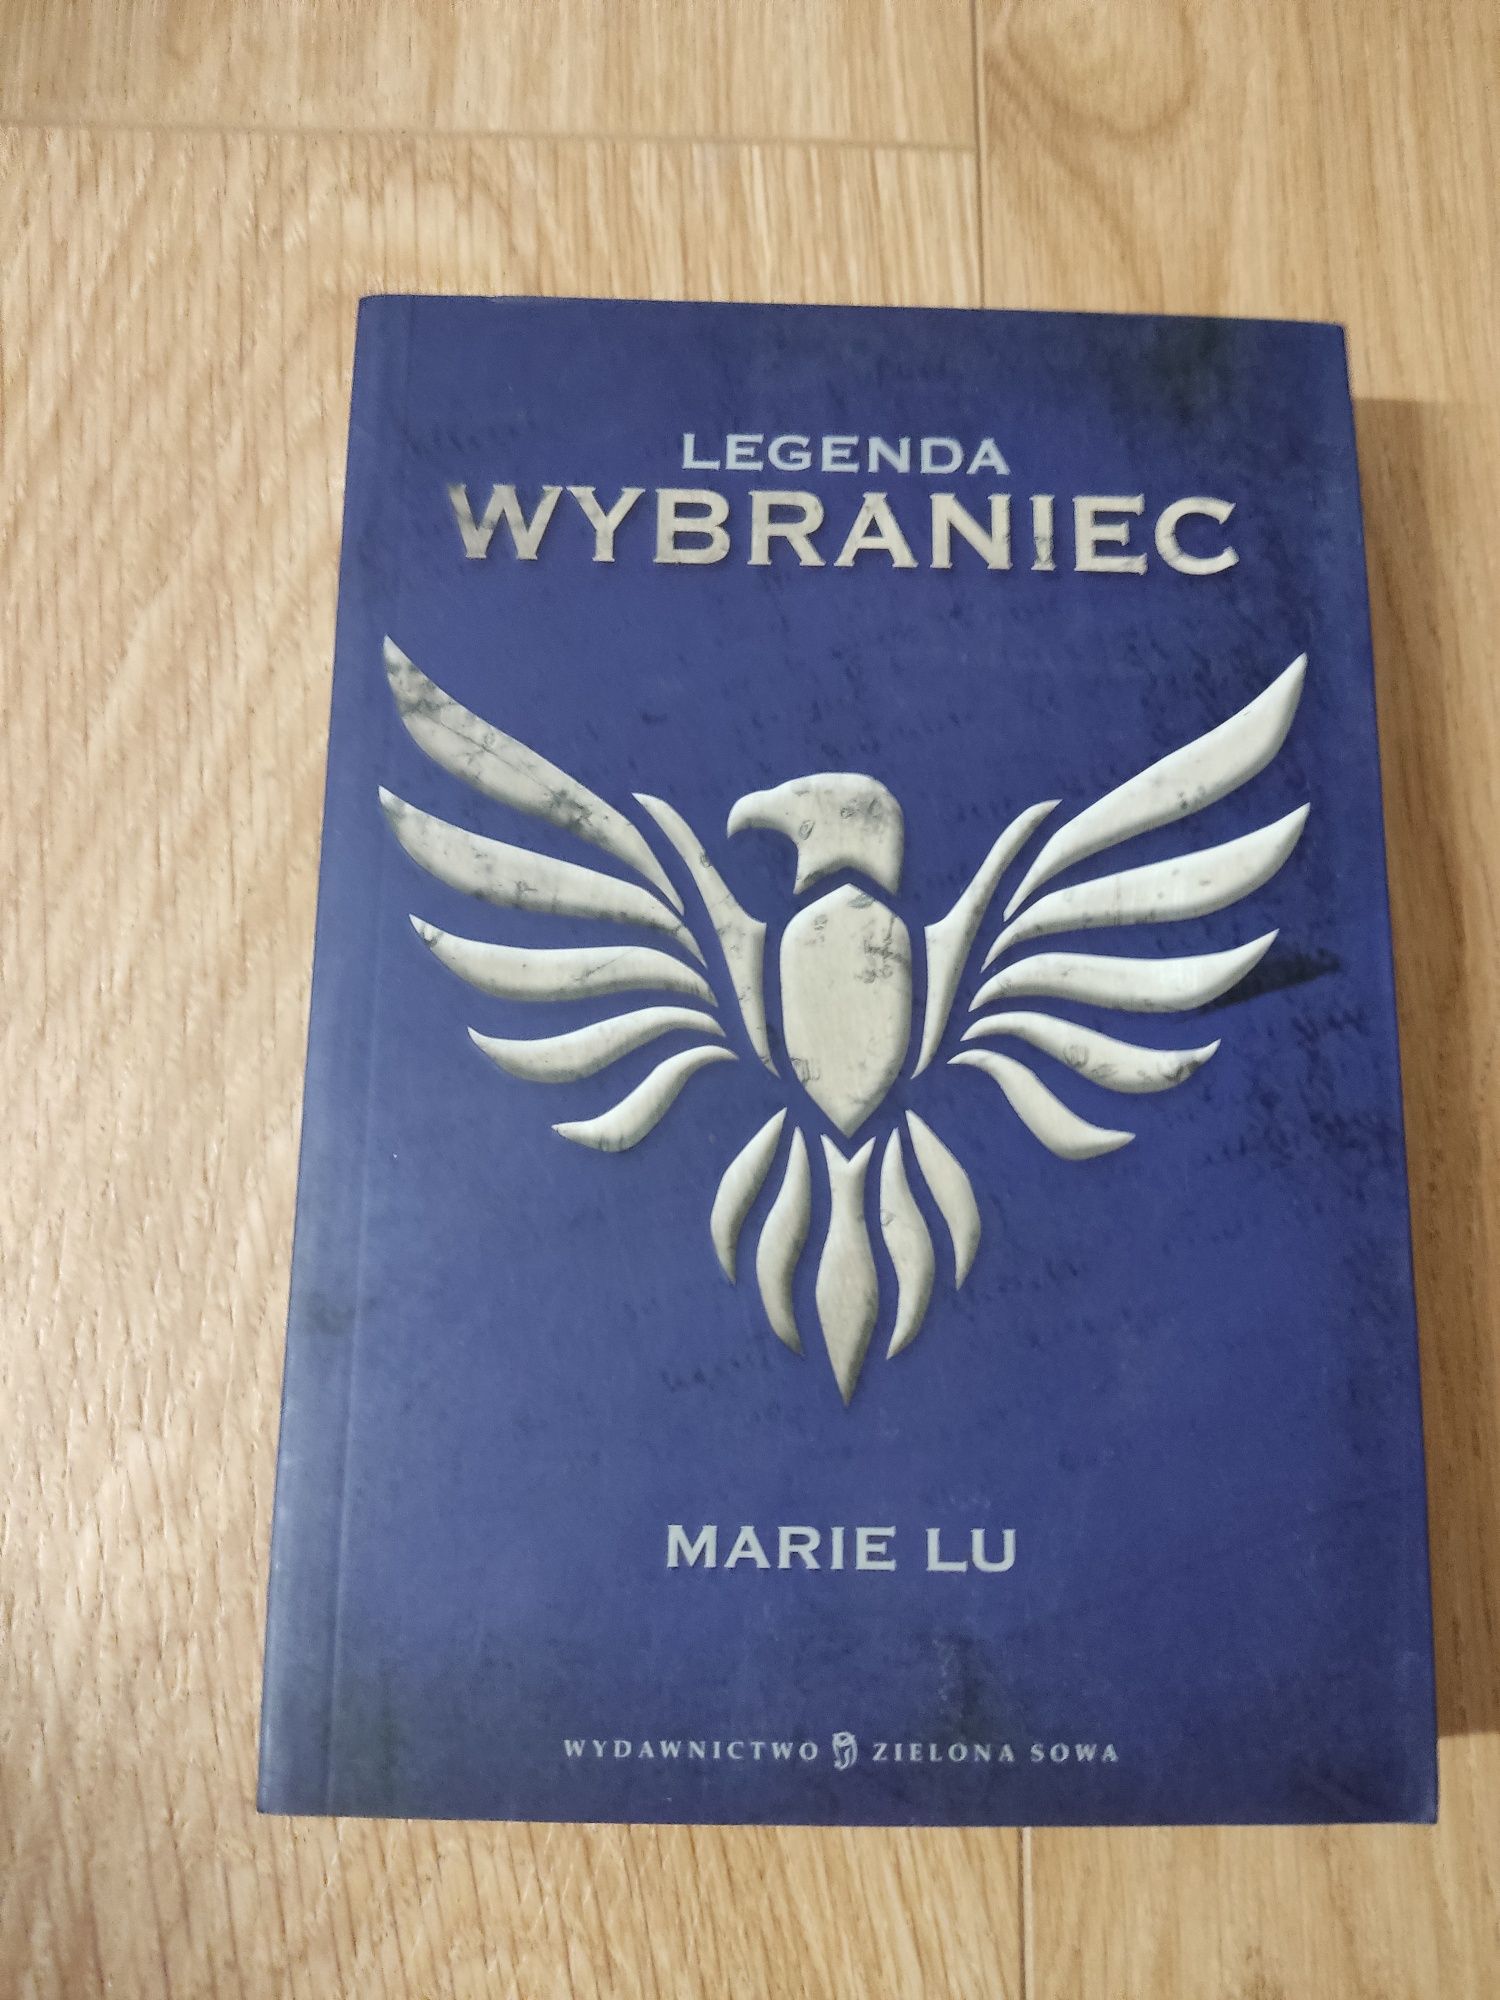 LEGENDA
WYBRANIEC
MARIE LU
WYDAWNICTWO ZIELONA SOWA